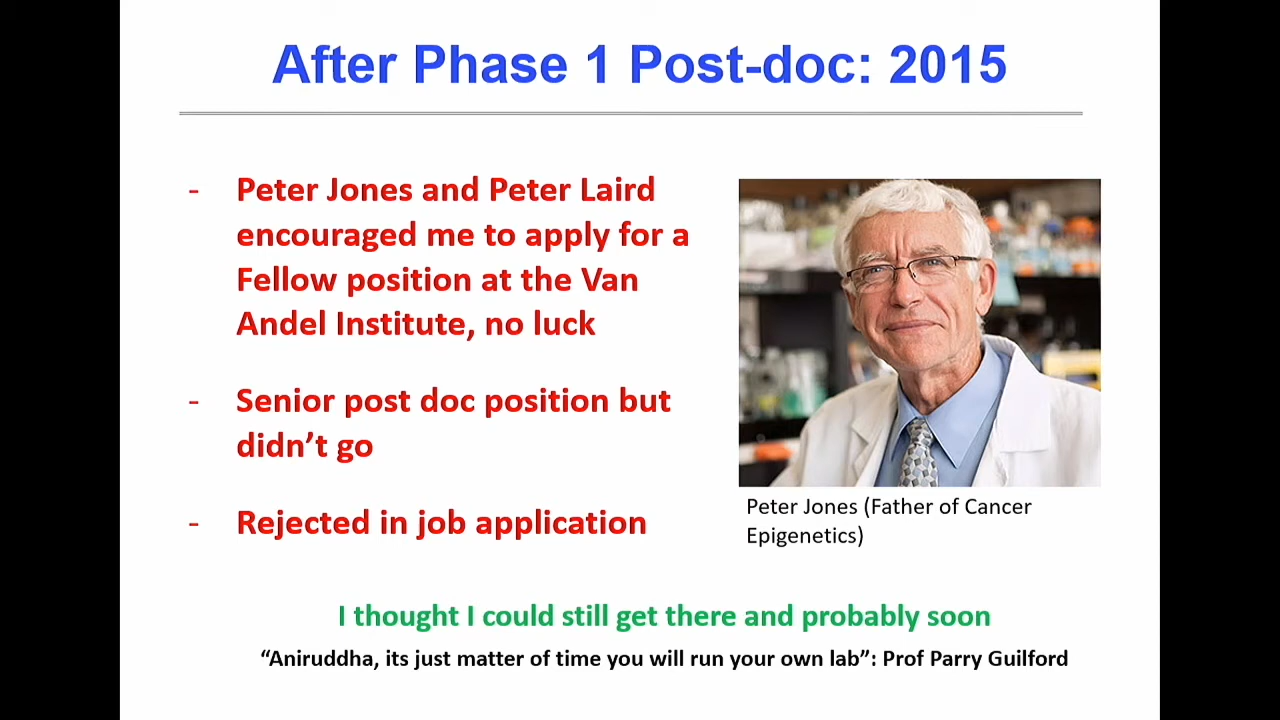 After Phase 1 Post-doc: 2015
- Peter Jones and Peter Laird
encouraged me to apply for a
Fellow position at the Van
Andel Institute, no luck
- Senior post doc position but
didn’t go
- Rejected in job application
Peter Jones (Father of Cancer
Epigenetics)
I thought I could still get there and probably soon
“Aniruddha, its just matter of time you will run your own lab”: Prof Parry Guilford